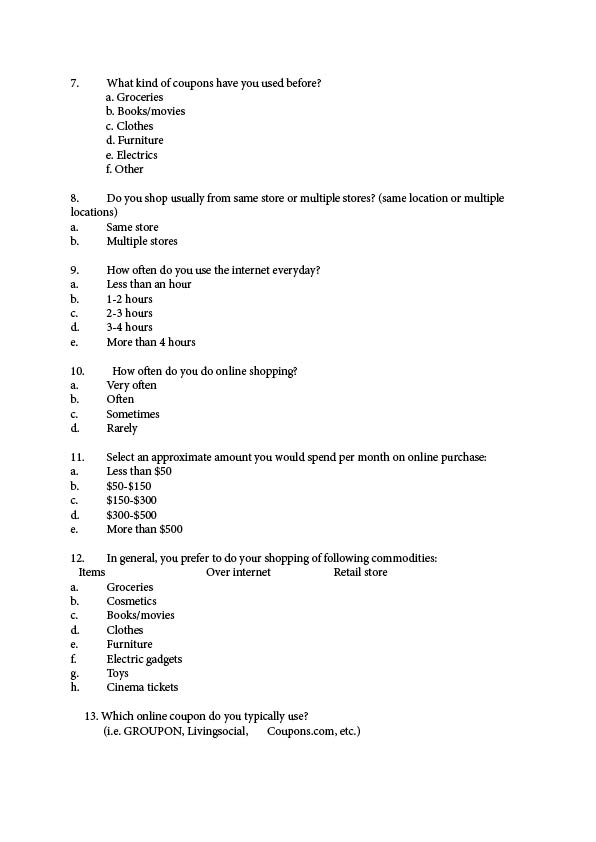 7. What kind of coupons have you used before?
a. Groceries
b. Books/movies
c. Clothes
d. Furniture
e. Electrics
f. Other
8. Do you shop usually from same store or multiple stores? (same location or multiple
locations)
a. Same store
b. Multiple stores
9. How often do you use the internet everyday?
a. Less than an hour
b. 1-2 hours
c. 2-3 hours
d. 3-4 hours
e. More than 4 hours
10. How often do you do online shopping?
a. Very often
b. Often
c. Sometimes
d. Rarely
11. Select an approximate amount you would spend per month on online purchase:
a. Less than $50
b. $50-$150
c. $150-$300
d. $300-$500
e. More than $500
12. In general, you prefer to do your shopping of following commodities:
Items Over internet Retail store
a. Groceries
b. Cosmetics
c. Books/movies
d. Clothes
e. Furniture
f. Electric gadgets
g. Toys
h. Cinema tickets
13. Which online coupon do you typically use?
(i.e. GROUPON, Livingsocial, Coupons.com, etc.)